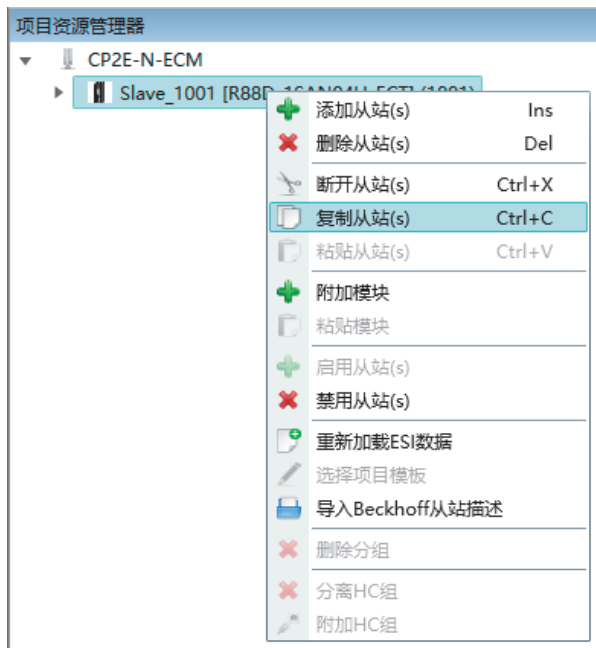 项目资源管理器
CP2E-N-ECM
Slave_1001 [R88D-1SAN04H-ECT] (1001)
添加从站(s) Ins
删除从站(s) Del
断开从站(s) Ctrl+X
复制从站(s) Ctrl+C
粘贴从站(s) Ctrl+V
附加模块
粘贴模块
启用从站(s)
禁用从站(s)
重新加载ESI数据
选择项目模板
导入Beckhoff从站描述
删除分组
分离HC组
附加HC组